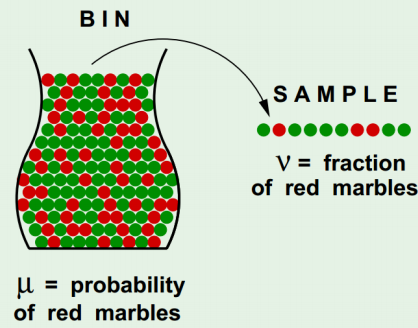 BIN
SAMPLE
ν = fraction
of red marbles
μ = probability
of red marbles